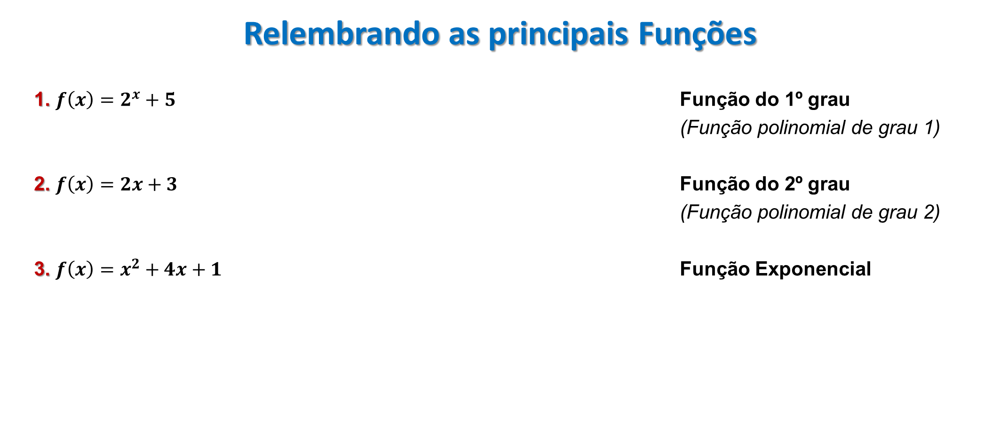 Relembrando as principais Funções
1. f(x) = 2^x + 5
Função do 1º grau
(Função polinomial de grau 1)
2. f(x) = 2x + 3
Função do 2º grau
(Função polinomial de grau 2)
3. f(x) = x² + 4x + 1
Função Exponencial